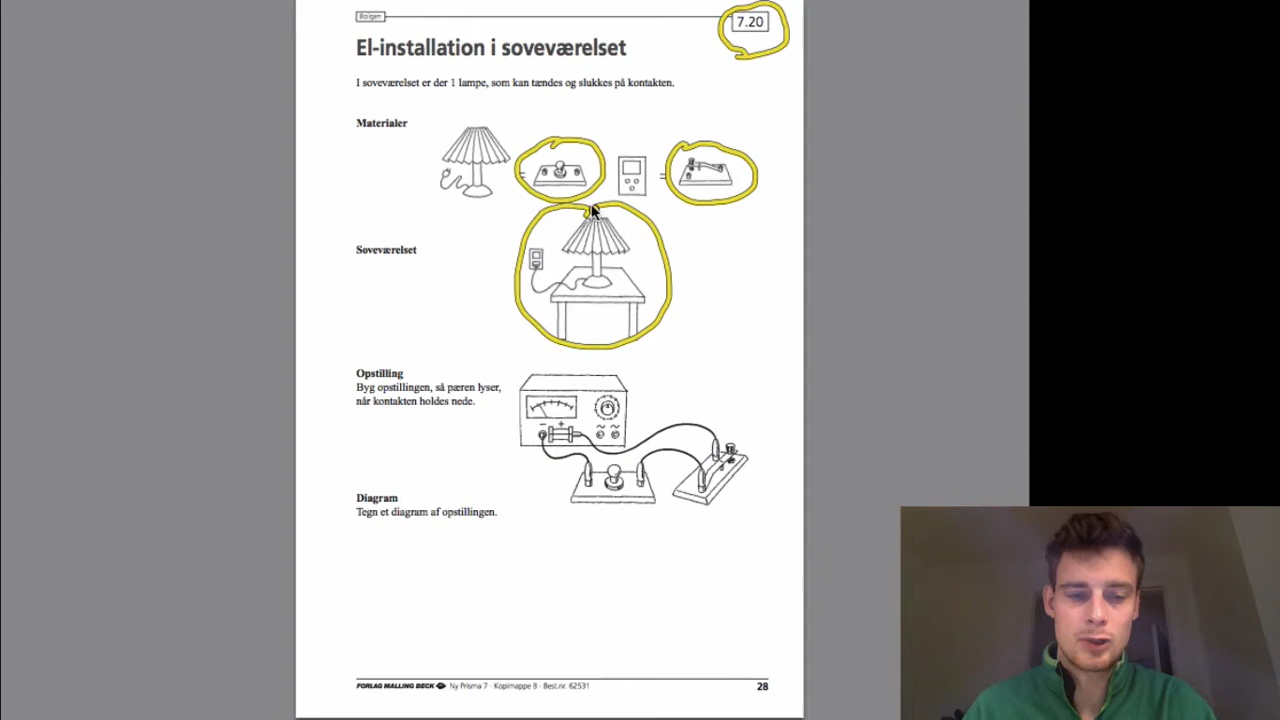 Bølgen
7.20
El-installation i soveværelset
I soveværelset er der 1 lampe, som kan tændes og slukkes på kontakten.
Materialer
=
=
Soveværelset
Opstilling
Byg opstillingen, så pæren lyser,
når kontakten holdes nede.
- +
~ ~
Diagram
Tegn et diagram af opstillingen.
FORLAG MALLING BECK Ny Prisma 7 · Kopimappe B · Best.nr. 62531
28